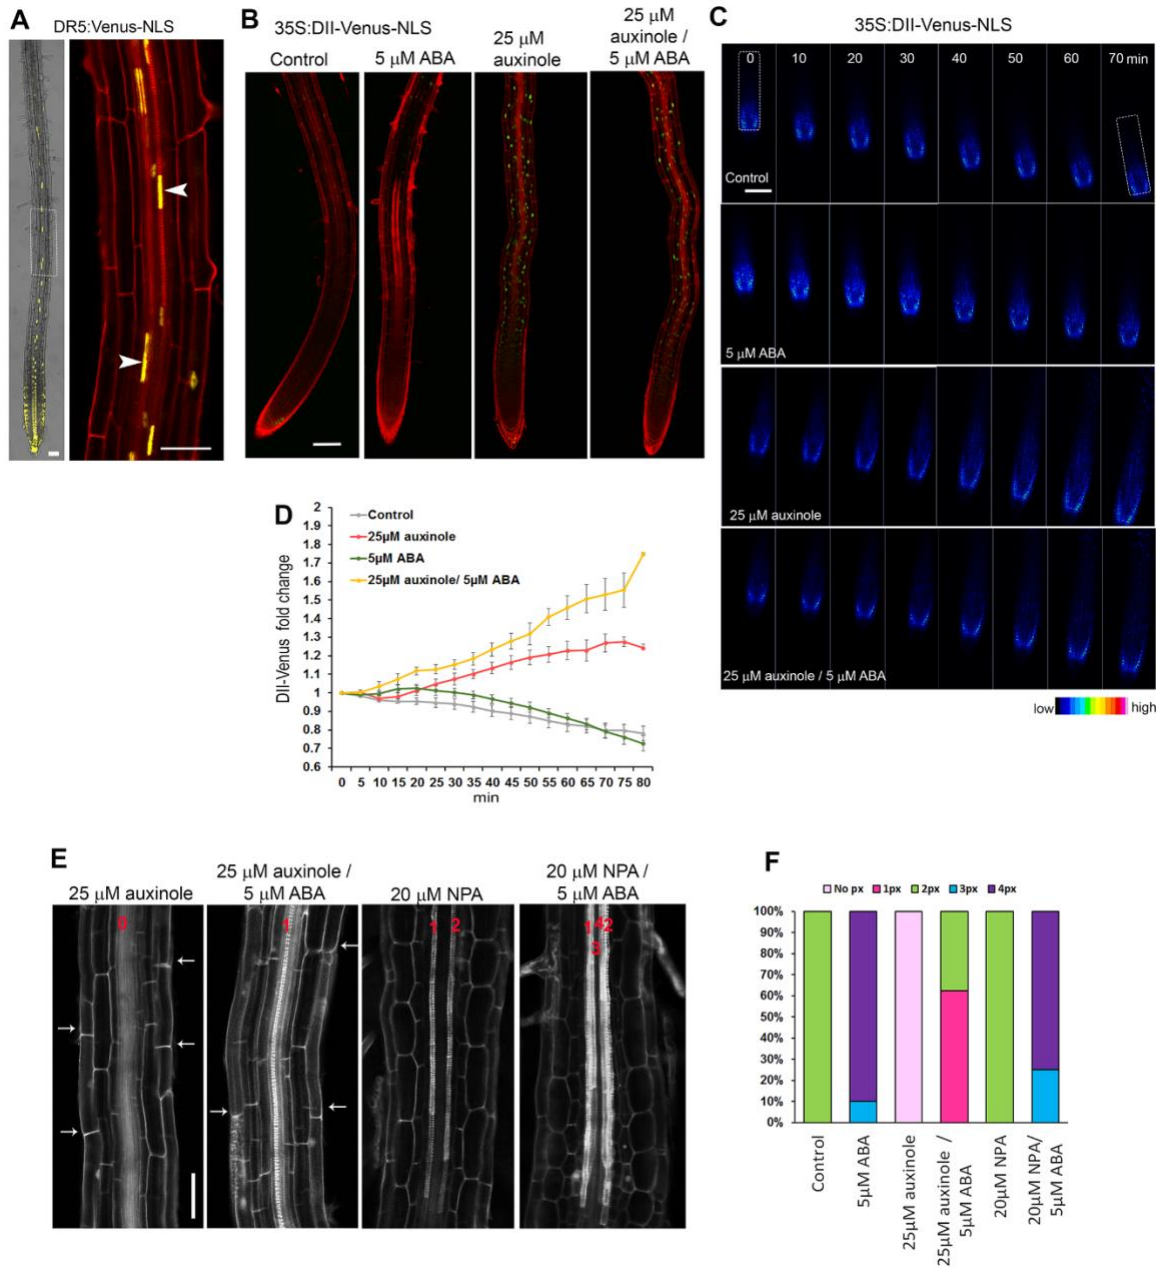 A
DR5:Venus-NLS
B
35S:DII-Venus-NLS
Control
5 μM ABA
25 μM
auxinole
25 μM
auxinole /
5 μM ABA
C
35S:DII-Venus-NLS
0 10 20 30 40 50 60 70 min
Control
5 μM ABA
25 μM auxinole
25 μM auxinole / 5 μM ABA
low high
D
DII-Venus fold change
2
1.9
1.8
1.7
1.6
1.5
1.4
1.3
1.2
1.1
1
0.9
0.8
0.7
0.6
Control
25μM auxinole
5μM ABA
25μM auxinole/ 5μM ABA
0 5 10 15 20 25 30 35 40 45 50 55 60 65 70 75 80
min
E
25 μM auxinole
25 μM auxinole /
5 μM ABA
20 μM NPA
20 μM NPA /
5 μM ABA
0
1
1 2
1 4 2
3
F
No px 1px 2px 3px 4px
100%
90%
80%
70%
60%
50%
40%
30%
20%
10%
0%
Control
5μM ABA
25μM auxinole
25μM auxinole /
5μM ABA
20μM NPA
20μM NPA/
5μM ABA